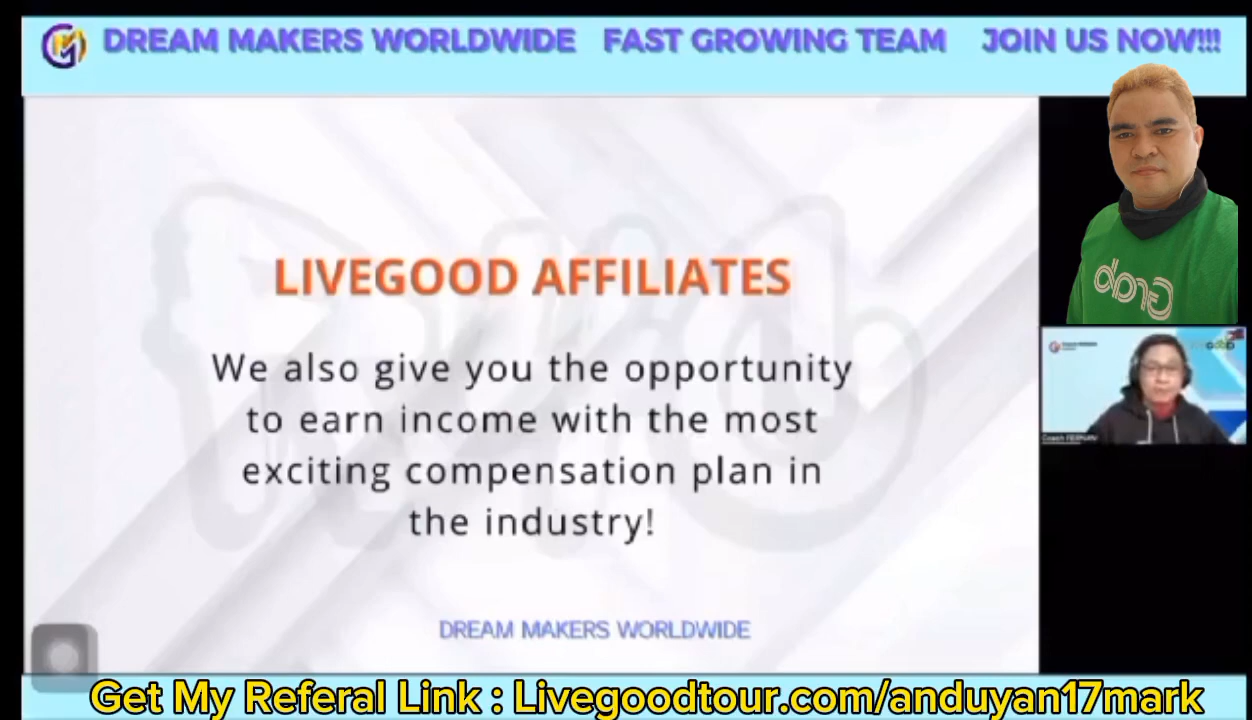 DREAM MAKERS WORLDWIDE FAST GROWING TEAM JOIN US NOW!!!
LIVEGOOD AFFILIATES
We also give you the opportunity
to earn income with the most
exciting compensation plan in
the industry!
DREAM MAKERS WORLDWIDE
Grab
Coach
Get My Referal Link : Livegoodtour.com/anduyan17mark